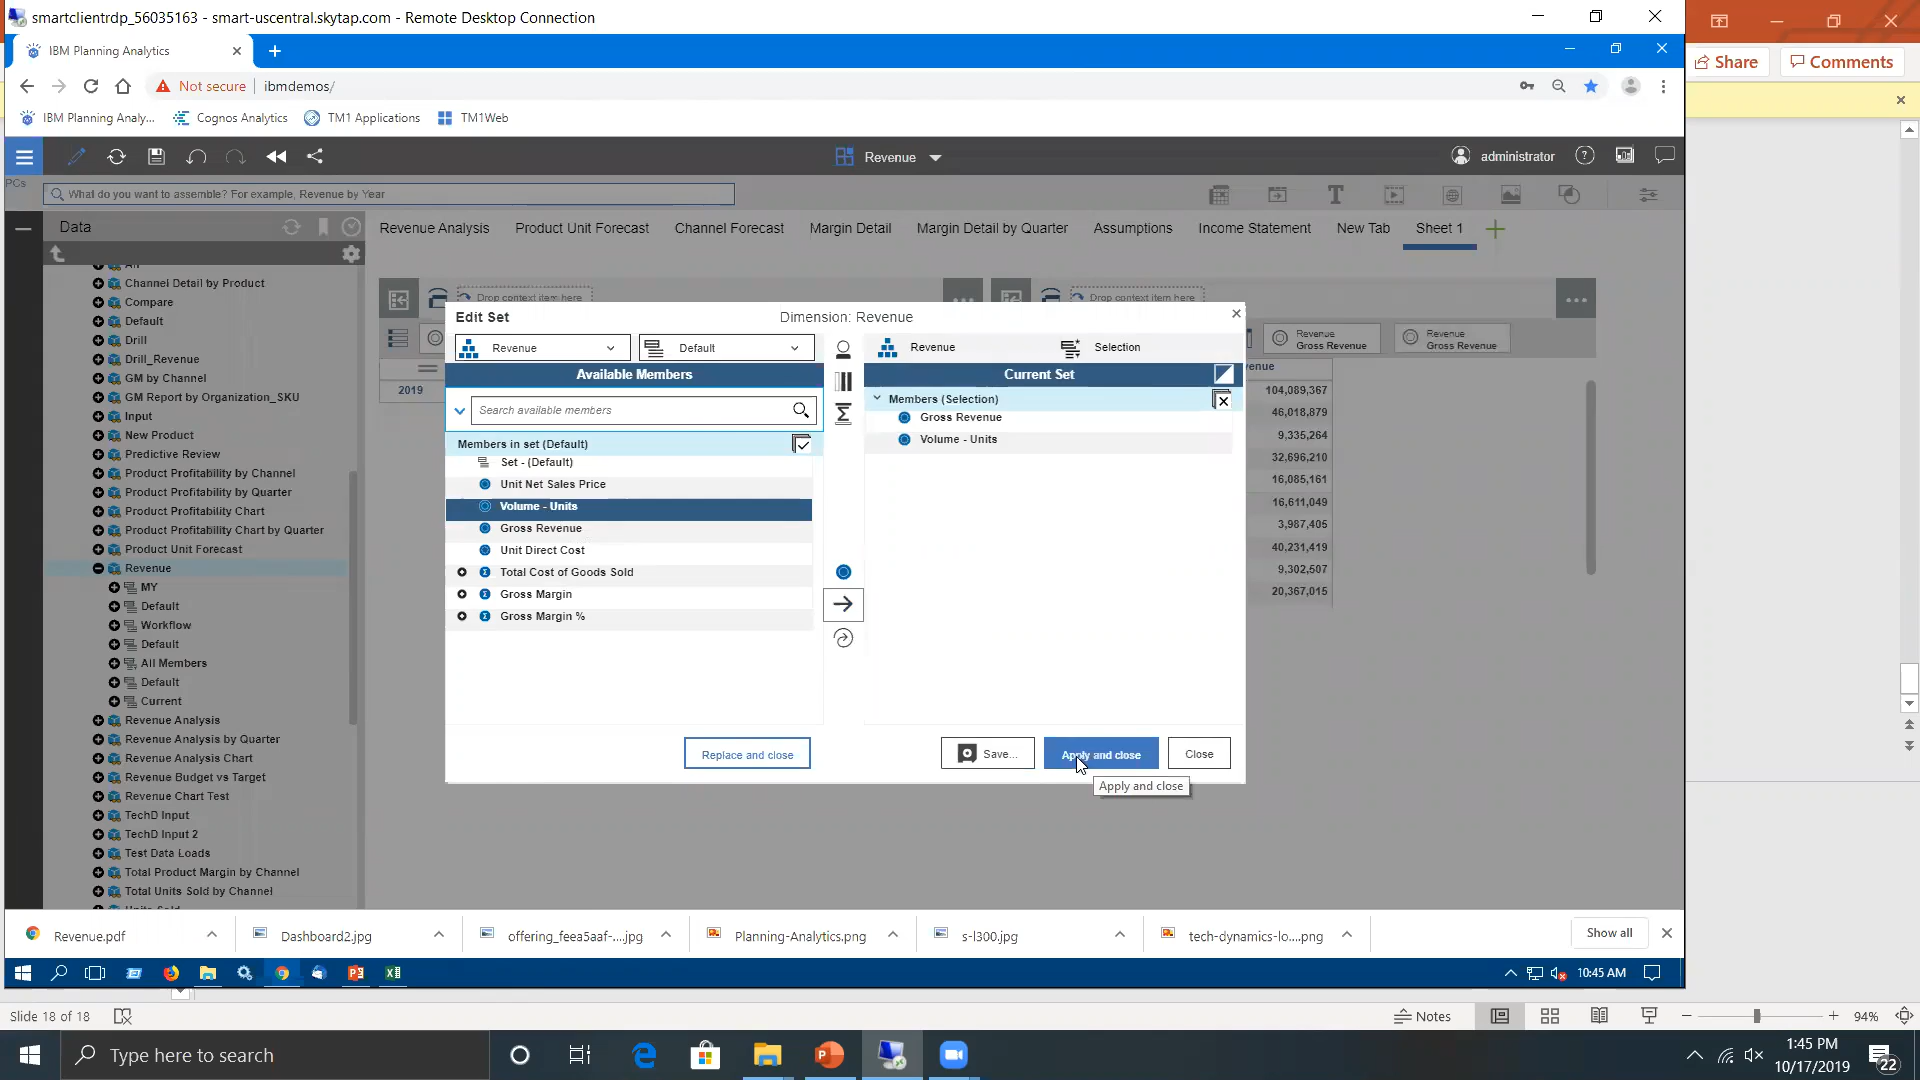 smartclientrdp_56035163 - smart-uscentral.skytap.com - Remote Desktop Connection
IBM Planning Analytics
Share
Comments
Not secure
ibmdemos/
IBM Planning Analy...
Cognos Analytics
TM1 Applications
TM1Web
Revenue
administrator
PCs
What do you want to assemble? For example, Revenue by Year
Data
Revenue Analysis
Product Unit Forecast
Channel Forecast
Margin Detail
Margin Detail by Quarter
Assumptions
Income Statement
New Tab
Sheet 1
All
Channel Detail by Product
Compare
Default
Drill
Drill_Revenue
GM by Channel
GM Report by Organization_SKU
Input
New Product
Predictive Review
Product Profitability by Channel
Product Profitability by Quarter
Product Profitability Chart
Product Profitability Chart by Quarter
Product Unit Forecast
Revenue
MY
Default
Workflow
Default
All Members
Default
Current
Revenue Analysis
Revenue Analysis by Quarter
Revenue Analysis Chart
Revenue Budget vs Target
Revenue Chart Test
TechD Input
TechD Input 2
Test Data Loads
Total Product Margin by Channel
Total Units Sold by Channel
Drop context item here
Drop context item here
2019
Revenue
Gross Revenue
Revenue
Gross Revenue
104,089,367
46,018,879
9,335,264
32,696,210
16,085,161
16,611,049
3,987,405
40,231,419
9,302,507
20,367,015
Edit Set
Dimension: Revenue
Revenue
Default
Revenue
Selection
Available Members
Current Set
Search available members
Members in set (Default)
Set - (Default)
Unit Net Sales Price
Volume - Units
Gross Revenue
Unit Direct Cost
Total Cost of Goods Sold
Gross Margin
Gross Margin %
Members (Selection)
Gross Revenue
Volume - Units
Replace and close
Save...
Apply and close
Close
Apply and close
Revenue.pdf
Dashboard2.jpg
offering_feea5aaf-....jpg
Planning-Analytics.png
s-l300.jpg
tech-dynamics-lo....png
Show all
10:45 AM
Slide 18 of 18
Notes
94%
Type here to search
1:45 PM
10/17/2019
22